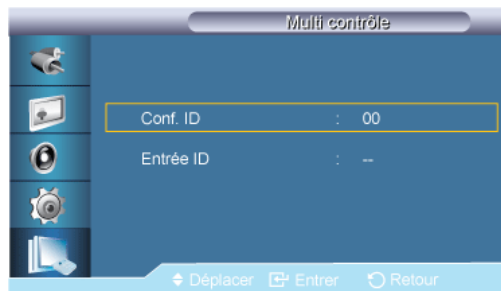 Multi contrôle
Conf. ID : 00
Entrée ID : --
Déplacer Entrer Retour